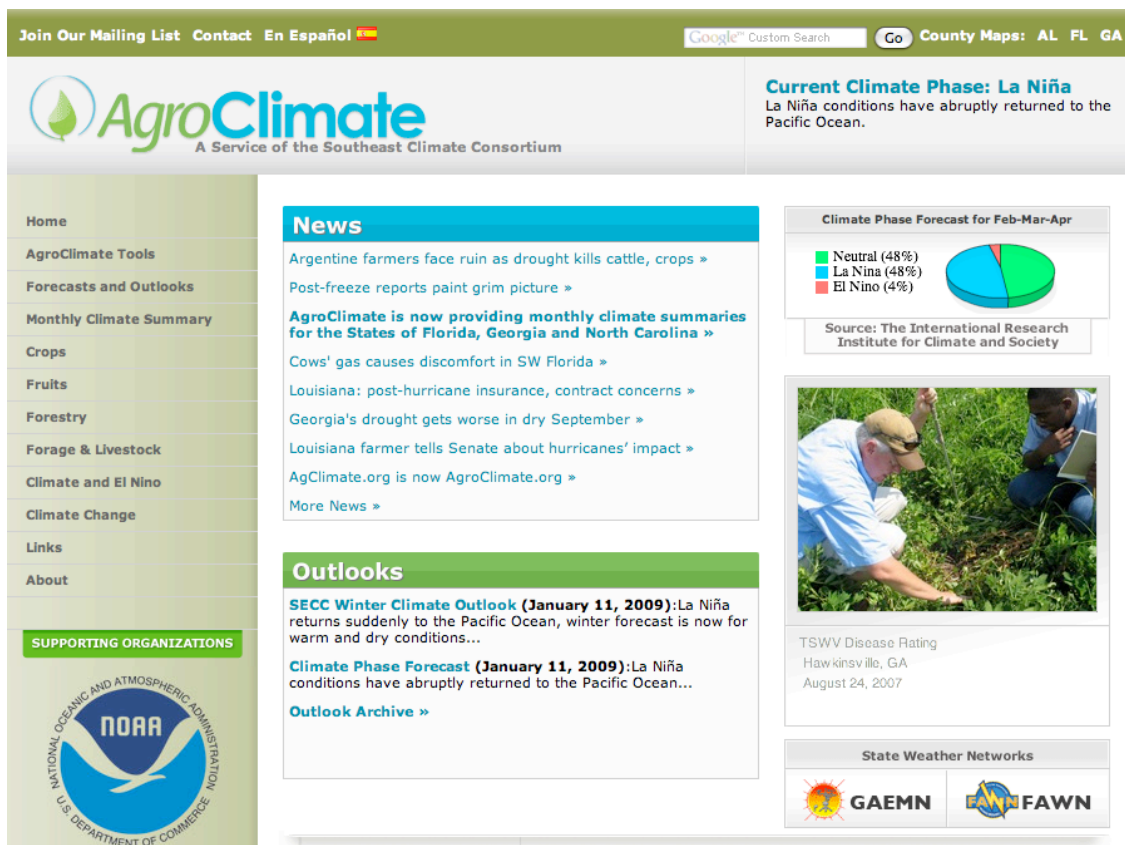 Join Our Mailing List Contact En Español
Google™ Custom Search Go County Maps: AL FL GA
AgroClimate
A Service of the Southeast Climate Consortium
Current Climate Phase: La Niña
La Niña conditions have abruptly returned to the
Pacific Ocean.
Home
AgroClimate Tools
Forecasts and Outlooks
Monthly Climate Summary
Crops
Fruits
Forestry
Forage & Livestock
Climate and El Nino
Climate Change
Links
About
SUPPORTING ORGANIZATIONS
NATIONAL OCEANIC AND ATMOSPHERIC ADMINISTRATION
NOAA
U.S. DEPARTMENT OF COMMERCE
News
Argentine farmers face ruin as drought kills cattle, crops »
Post-freeze reports paint grim picture »
AgroClimate is now providing monthly climate summaries
for the States of Florida, Georgia and North Carolina »
Cows' gas causes discomfort in SW Florida »
Louisiana: post-hurricane insurance, contract concerns »
Georgia's drought gets worse in dry September »
Louisiana farmer tells Senate about hurricanes’ impact »
AgClimate.org is now AgroClimate.org »
More News »
Outlooks
SECC Winter Climate Outlook (January 11, 2009):La Niña
returns suddenly to the Pacific Ocean, winter forecast is now for
warm and dry conditions...
Climate Phase Forecast (January 11, 2009):La Niña
conditions have abruptly returned to the Pacific Ocean...
Outlook Archive »
Climate Phase Forecast for Feb-Mar-Apr
Neutral (48%)
La Nina (48%)
El Nino (4%)
Source: The International Research
Institute for Climate and Society
TSWV Disease Rating
Hawkinsville, GA
August 24, 2007
State Weather Networks
GAEMN
FAWN FAWN